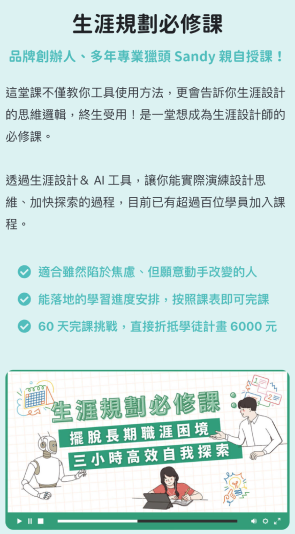 生涯規劃必修課
品牌創辦人、多年專業獵頭 Sandy 親自授課！
這堂課不僅教你工具使用方法，更會告訴你生涯設計
的思維邏輯，終生受用！是一堂想成為生涯設計師的
必修課。
透過生涯設計＆ AI 工具，讓你能實際演練設計思
維、加快探索的過程，目前已有超過百位學員加入課
程。
適合雖然陷於焦慮、但願意動手改變的人
能落地的學習進度安排，按照課表即可完課
60 天完課挑戰，直接折抵學徒計畫 6000 元
生涯規劃必修課
擺脫長期職涯困境
三小時高效自我探索